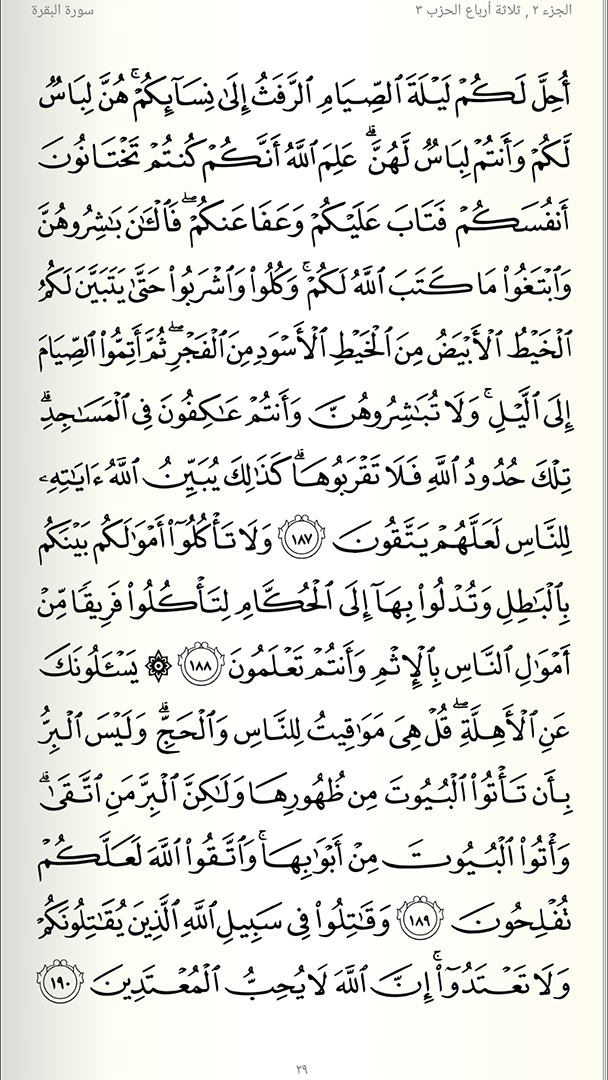 الجزء ٢ , ثلاثة أرباع الحزب ٣
سورة البقرة
أُحِلَّ لَكُمْ لَيْلَةَ ٱلصِّيَامِ ٱلرَّفَثُ إِلَىٰ نِسَآئِكُمْ ۚ هُنَّ لِبَاسٌ
لَّكُمْ وَأَنتُمْ لِبَاسٌ لَّهُنَّ ۗ عَلِمَ ٱللَّهُ أَنَّكُمْ كُنتُمْ تَخْتَانُونَ
أَنفُسَكُمْ فَتَابَ عَلَيْكُمْ وَعَفَا عَنكُمْ ۖ فَٱلْـَٰٔنَ بَـٰشِرُوهُنَّ
وَٱبْتَغُوا۟ مَا كَتَبَ ٱللَّهُ لَكُمْ ۚ وَكُلُوا۟ وَٱشْرَبُوا۟ حَتَّىٰ يَتَبَيَّنَ لَكُمُ
ٱلْخَيْطُ ٱلْأَبْيَضُ مِنَ ٱلْخَيْطِ ٱلْأَسْوَدِ مِنَ ٱلْفَجْرِ ۖ ثُمَّ أَتِمُّوا۟ ٱلصِّيَامَ
إِلَى ٱلَّيْلِ ۚ وَلَا تُبَـٰشِرُوهُنَّ وَأَنتُمْ عَـٰكِفُونَ فِى ٱلْمَسَـٰجِدِ ۗ
تِلْكَ حُدُودُ ٱللَّهِ فَلَا تَقْرَبُوهَا ۗ كَذَٰلِكَ يُبَيِّنُ ٱللَّهُ ءَايَـٰتِهِۦ
لِلنَّاسِ لَعَلَّهُمْ يَتَّقُونَ ١٨٧ وَلَا تَأْكُلُوٓا۟ أَمْوَٰلَكُم بَيْنَكُم
بِٱلْبَـٰطِلِ وَتُدْلُوا۟ بِهَآ إِلَى ٱلْحُكَّامِ لِتَأْكُلُوا۟ فَرِيقًا مِّنْ
أَمْوَٰلِ ٱلنَّاسِ بِٱلْإِثْمِ وَأَنتُمْ تَعْلَمُونَ ١٨٨ ۞ يَسْـَٔلُونَكَ
عَنِ ٱلْأَهِلَّةِ ۖ قُلْ هِىَ مَوَٰقِيتُ لِلنَّاسِ وَٱلْحَجِّ ۗ وَلَيْسَ ٱلْبِرُّ
بِأَن تَأْتُوا۟ ٱلْبُيُوتَ مِن ظُهُورِهَا وَلَـٰكِنَّ ٱلْبِرَّ مَنِ ٱتَّقَىٰ ۗ
وَأْتُوا۟ ٱلْبُيُوتَ مِنْ أَبْوَٰبِهَا ۚ وَٱتَّقُوا۟ ٱللَّهَ لَعَلَّكُمْ
تُفْلِحُونَ ١٨٩ وَقَـٰتِلُوا۟ فِى سَبِيلِ ٱللَّهِ ٱلَّذِينَ يُقَـٰتِلُونَكُمْ
وَلَا تَعْتَدُوٓا۟ ۚ إِنَّ ٱللَّهَ لَا يُحِبُّ ٱلْمُعْتَدِينَ ١٩٠
٢٩